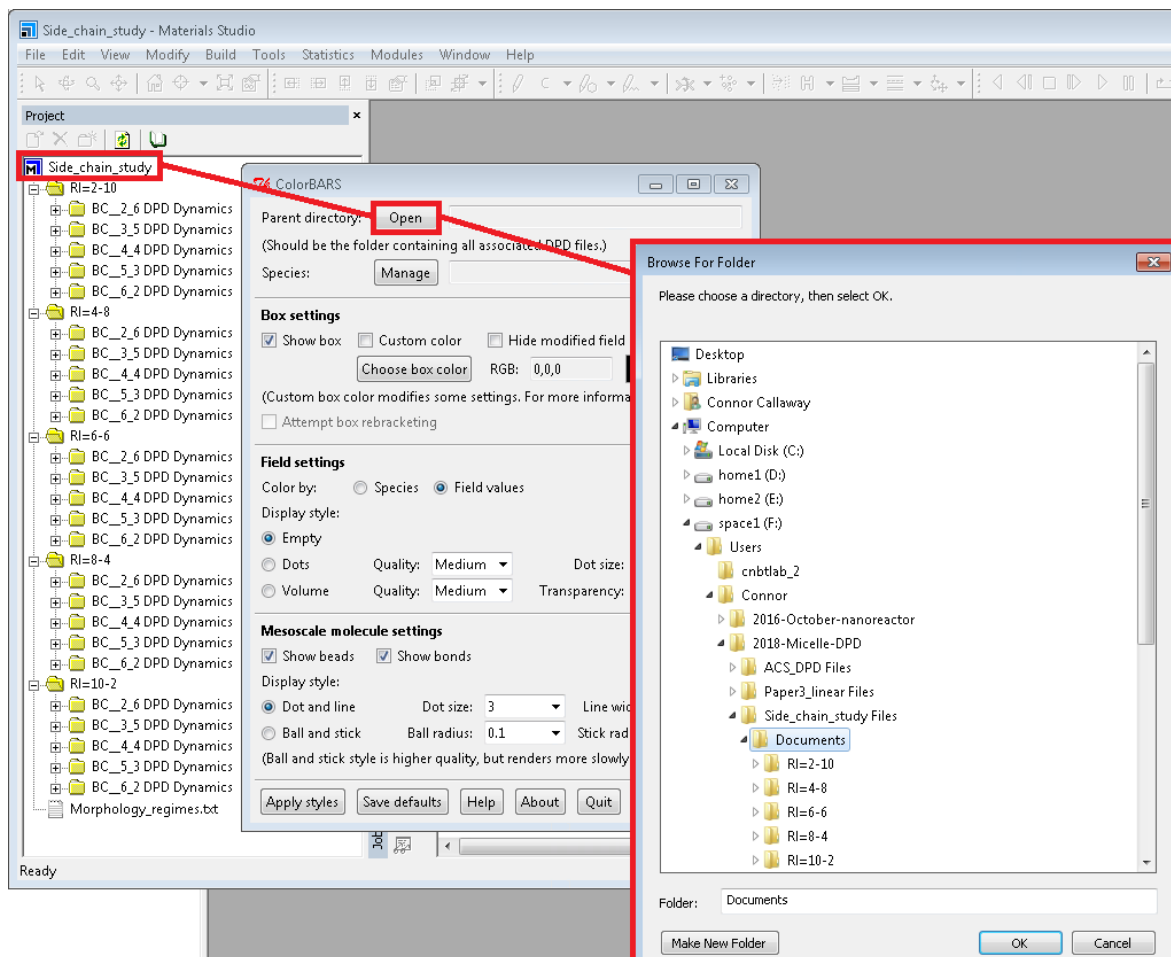 Side_chain_study - Materials Studio
File Edit View Modify Build Tools Statistics Modules Window Help
Project
Side_chain_study
RI=2-10
BC__2_6 DPD Dynamics
BC__3_5 DPD Dynamics
BC__4_4 DPD Dynamics
BC__5_3 DPD Dynamics
BC__6_2 DPD Dynamics
RI=4-8
BC__2_6 DPD Dynamics
BC__3_5 DPD Dynamics
BC__4_4 DPD Dynamics
BC__5_3 DPD Dynamics
BC__6_2 DPD Dynamics
RI=6-6
BC__2_6 DPD Dynamics
BC__3_5 DPD Dynamics
BC__4_4 DPD Dynamics
BC__5_3 DPD Dynamics
BC__6_2 DPD Dynamics
RI=8-4
BC__2_6 DPD Dynamics
BC__3_5 DPD Dynamics
BC__4_4 DPD Dynamics
BC__5_3 DPD Dynamics
BC__6_2 DPD Dynamics
RI=10-2
BC__2_6 DPD Dynamics
BC__3_5 DPD Dynamics
BC__4_4 DPD Dynamics
BC__5_3 DPD Dynamics
BC__6_2 DPD Dynamics
Morphology_regimes.txt
Ready
ColorBARS
Parent directory: Open
(Should be the folder containing all associated DPD files.)
Species: Manage
Box settings
Show box Custom color Hide modified field
Choose box color RGB: 0,0,0
(Custom box color modifies some settings. For more informa
Attempt box rebracketing
Field settings
Color by: Species Field values
Display style:
Empty
Dots Quality: Medium Dot size:
Volume Quality: Medium Transparency:
Mesoscale molecule settings
Show beads Show bonds
Display style:
Dot and line Dot size: 3 Line wid
Ball and stick Ball radius: 0.1 Stick rad
(Ball and stick style is higher quality, but renders more slowly
Apply styles Save defaults Help About Quit
Job
Browse For Folder
Please choose a directory, then select OK.
Desktop
Libraries
Connor Callaway
Computer
Local Disk (C:)
home1 (D:)
home2 (E:)
space1 (F:)
Users
cnbtlab_2
Connor
2016-October-nanoreactor
2018-Micelle-DPD
ACS_DPD Files
Paper3_linear Files
Side_chain_study Files
Documents
RI=2-10
RI=4-8
RI=6-6
RI=8-4
RI=10-2
Folder: Documents
Make New Folder OK Cancel